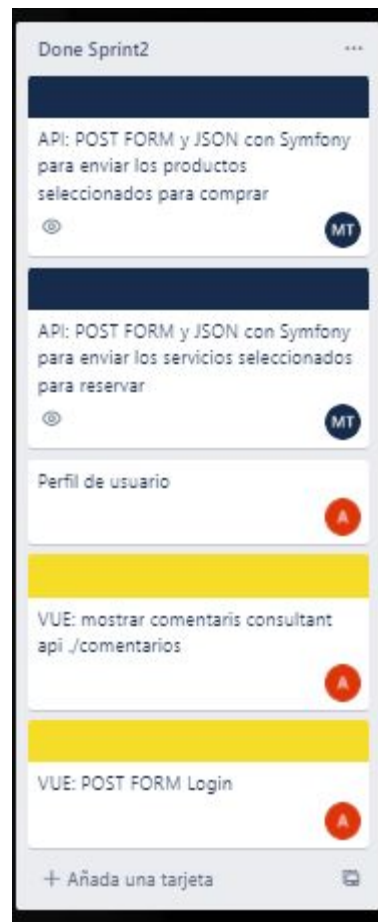 Done Sprint2
API: POST FORM y JSON con Symfony
para enviar los productos
seleccionados para comprar
MT
API: POST FORM y JSON con Symfony
para enviar los servicios seleccionados
para reservar
MT
Perfil de usuario
A
VUE: mostrar comentaris consultant
api ./comentarios
A
VUE: POST FORM Login
A
+ Añada una tarjeta